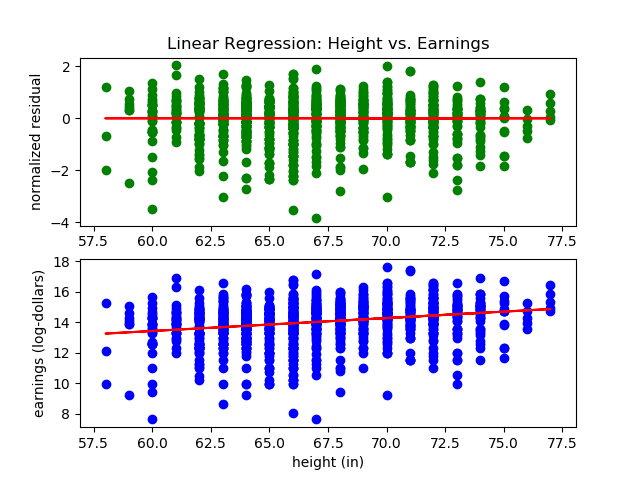 Linear Regression: Height vs. Earnings
normalized residual
2
0
−2
−4
57.5 60.0 62.5 65.0 67.5 70.0 72.5 75.0 77.5
earnings (log-dollars)
18
16
14
12
10
8
57.5 60.0 62.5 65.0 67.5 70.0 72.5 75.0 77.5
height (in)